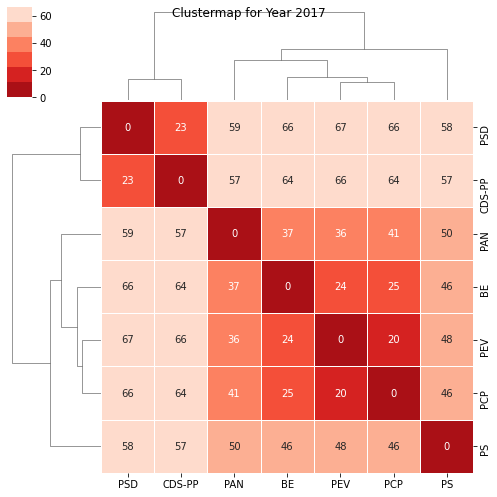 Clustermap for Year 2017
60
40
20
0
0 23 59 66 67 66 58 PSD
23 0 57 64 66 64 57 CDS-PP
59 57 0 37 36 41 50 PAN
66 64 37 0 24 25 46 BE
67 66 36 24 0 20 48 PEV
66 64 41 25 20 0 46 PCP
58 57 50 46 48 46 0 PS
PSD CDS-PP PAN BE PEV PCP PS